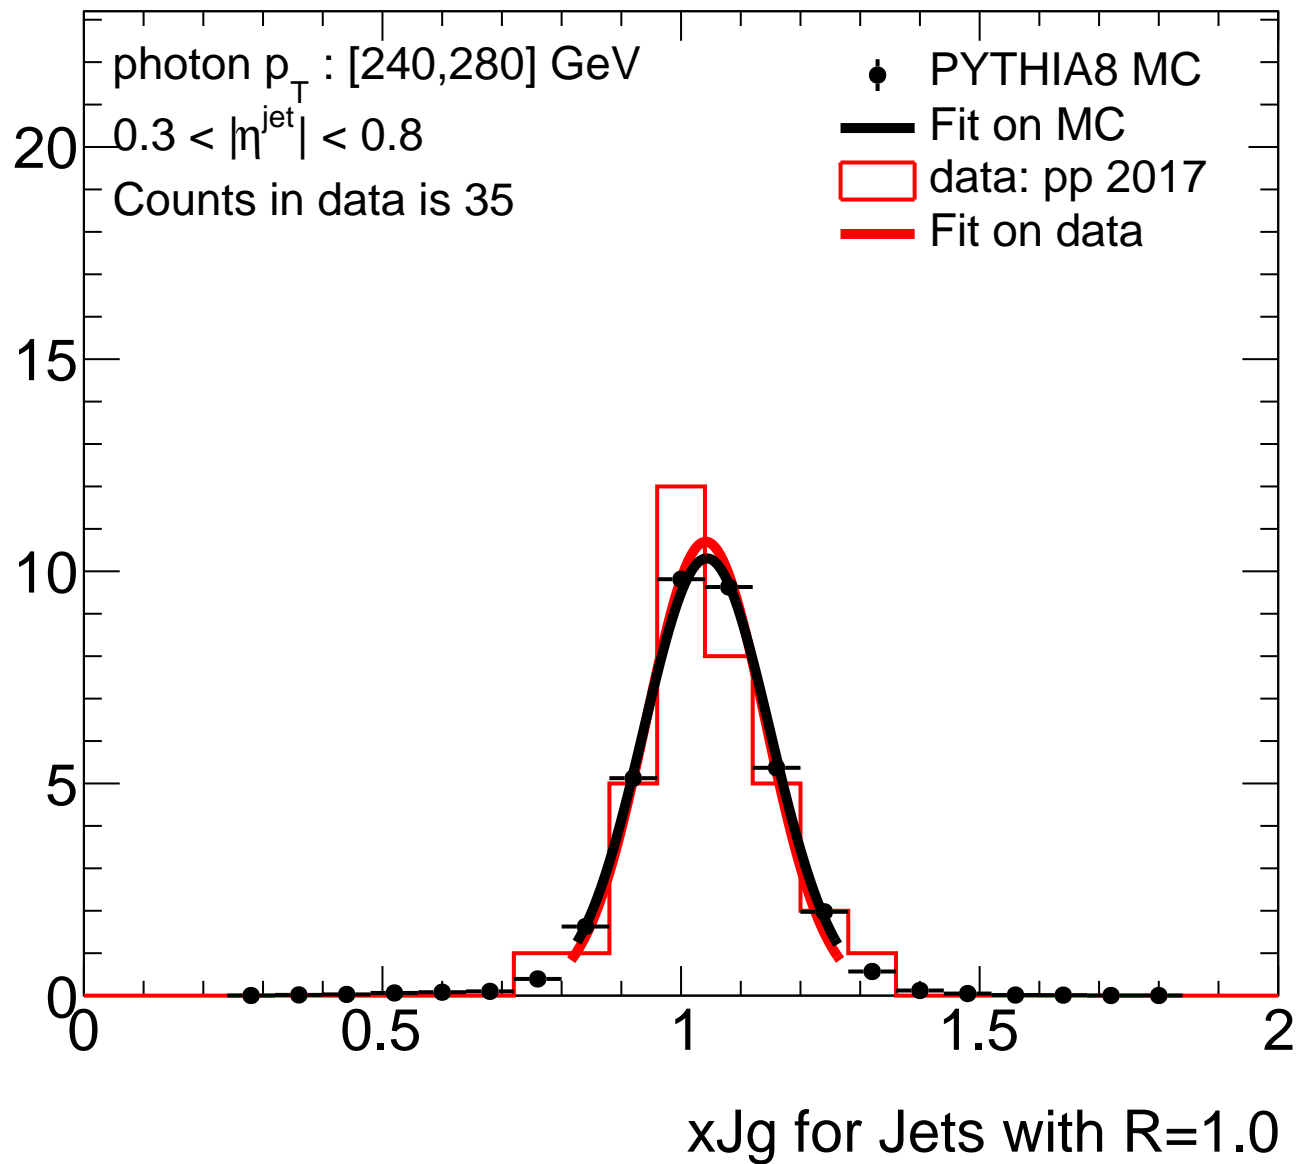 photon p_T : [240,280] GeV
0.3 < |η^jet| < 0.8
Counts in data is 35
PYTHIA8 MC
Fit on MC
data: pp 2017
Fit on data
20
15
10
5
0
0 0.5 1 1.5 2
xJg for Jets with R=1.0